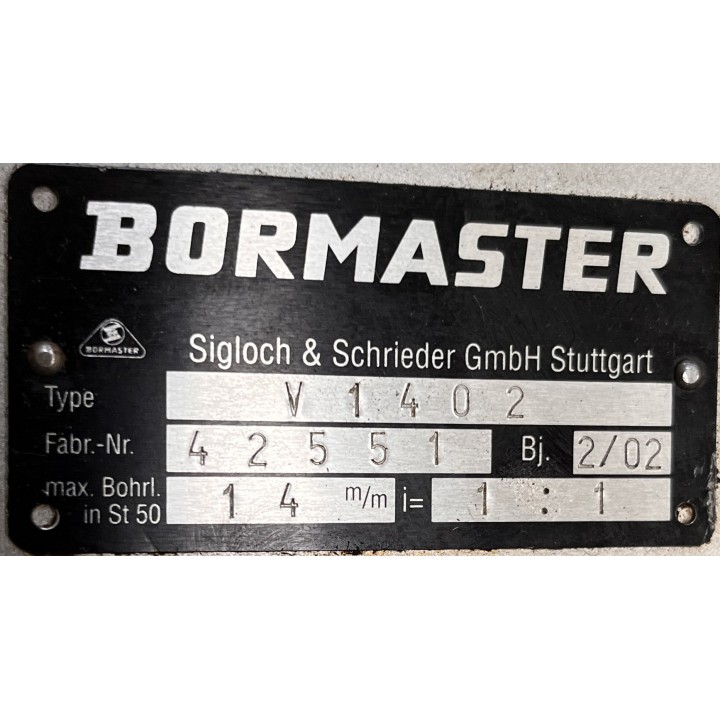 BORMASTER
BORMASTER
Sigloch & Schrieder GmbH Stuttgart
Type V 1 4 0 2
Fabr.-Nr. 4 2 5 5 1 Bj. 2/02
max. Bohrl. in St 50 1 4 m/m i= 1 : 1